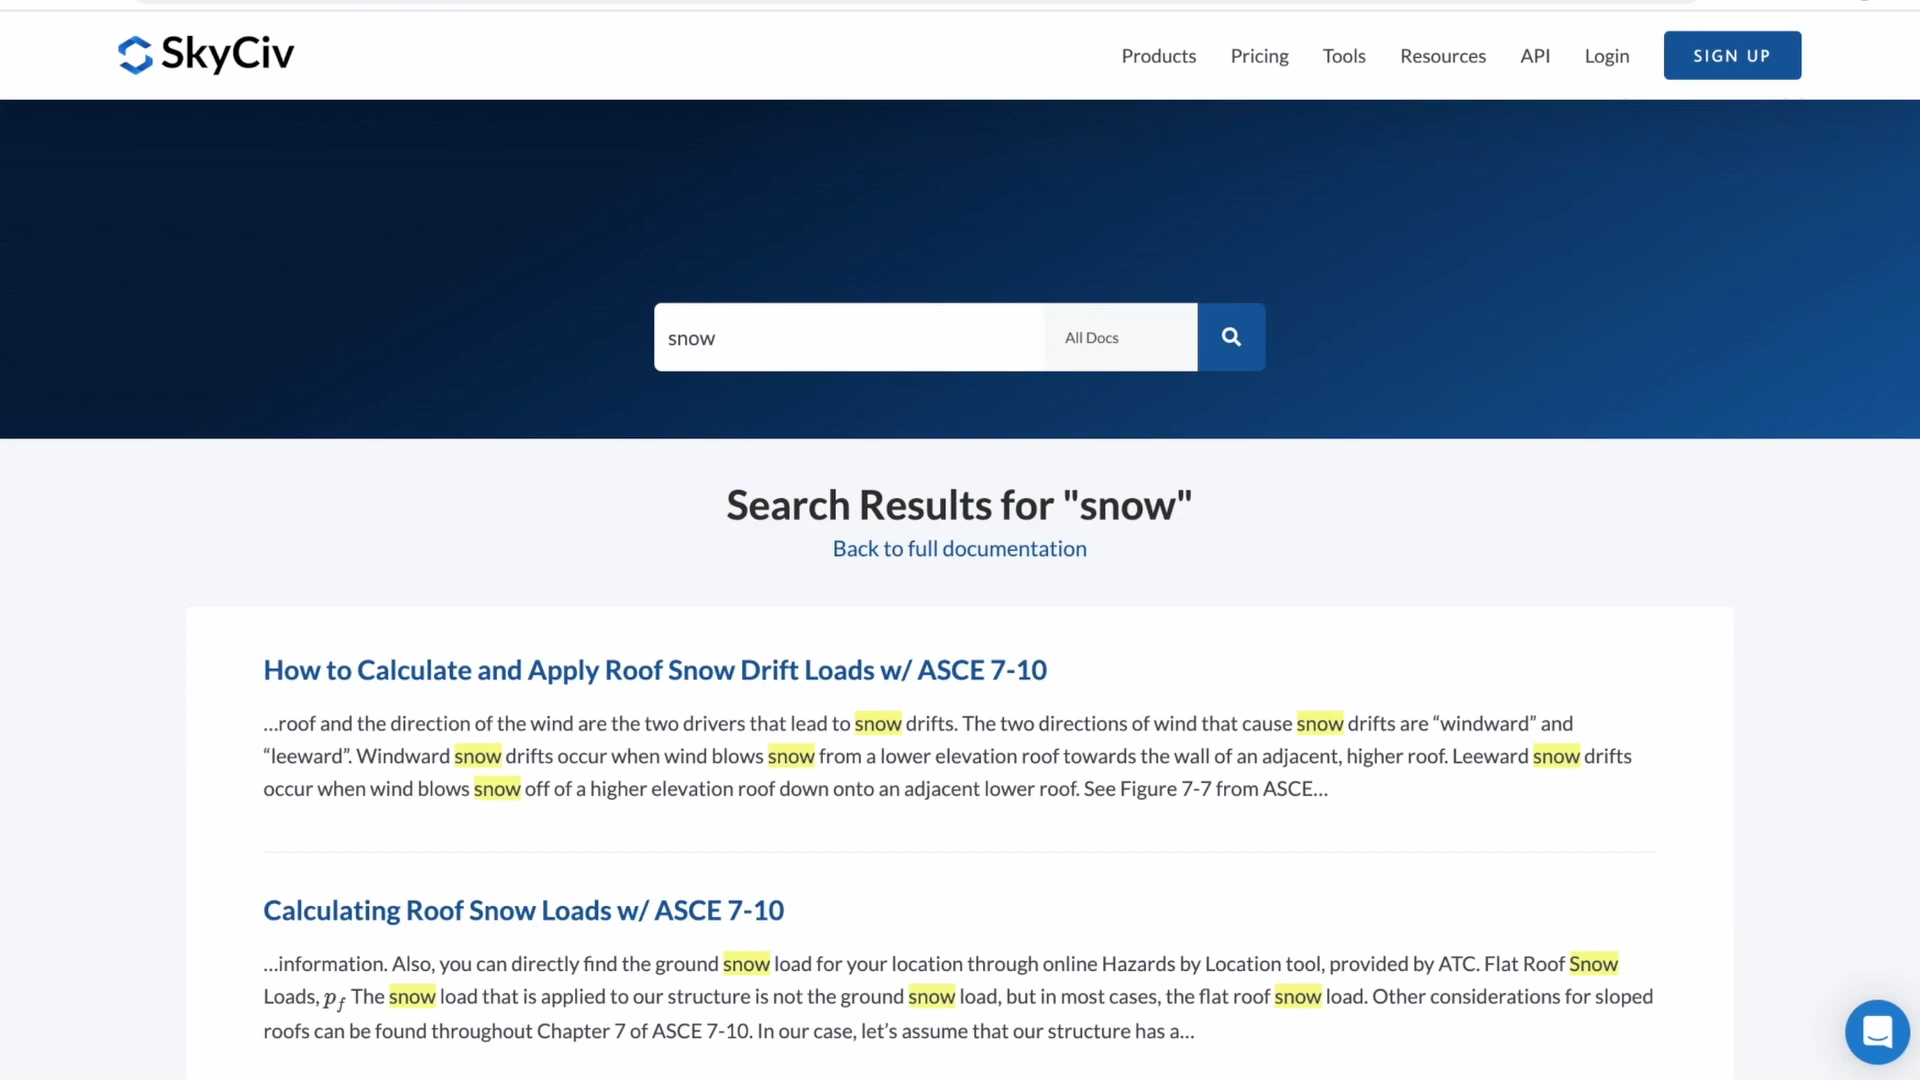 SkyCiv
Products Pricing Tools Resources API Login SIGN UP
snow All Docs
Search Results for "snow"
Back to full documentation
How to Calculate and Apply Roof Snow Drift Loads w/ ASCE 7-10
…roof and the direction of the wind are the two drivers that lead to snow drifts. The two directions of wind that cause snow drifts are “windward” and
“leeward”. Windward snow drifts occur when wind blows snow from a lower elevation roof towards the wall of an adjacent, higher roof. Leeward snow drifts
occur when wind blows snow off of a higher elevation roof down onto an adjacent lower roof. See Figure 7-7 from ASCE…
Calculating Roof Snow Loads w/ ASCE 7-10
…information. Also, you can directly find the ground snow load for your location through online Hazards by Location tool, provided by ATC. Flat Roof Snow
Loads, p_f The snow load that is applied to our structure is not the ground snow load, but in most cases, the flat roof snow load. Other considerations for sloped
roofs can be found throughout Chapter 7 of ASCE 7-10. In our case, let’s assume that our structure has a…